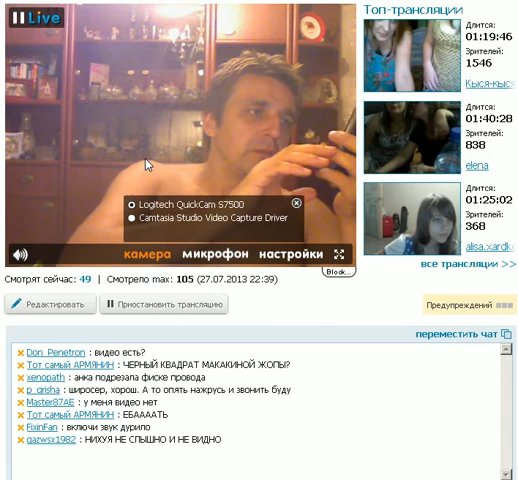 Live
Топ-трансляции
Длится:
01:19:46
Зрителей:
1546
Кыся-кыся
Длится:
01:40:28
Зрителей:
838
elena
Длится:
01:25:02
Зрителей:
368
alisa.xardk
все трансляции >>
Logitech QuickCam S7500
Camtasia Studio Video Capture Driver
камера микрофон настройки
Block...
Смотрят сейчас: 49 | Смотрело max: 105 (27.07.2013 22:39)
Редактировать
Приостановить трансляцию
Предупреждений
переместить чат
Don_Penetron : видео есть?
Тот самый АРМЯНИН : ЧЕРНЫЙ КВАДРАТ МАКАКИНОЙ ЖОПЫ?
xenopath : анка подрезала фиске провода
p_grisha : широсер, хорош. А то опять нажрусь и звонить буду
Master87AE : у меня видео нет
Тот самый АРМЯНИН : ЕБААААТЬ
FixinFan : включи звук дурило
qazwsx1982 : НИХУЯ НЕ СЛЫШНО И НЕ ВИДНО